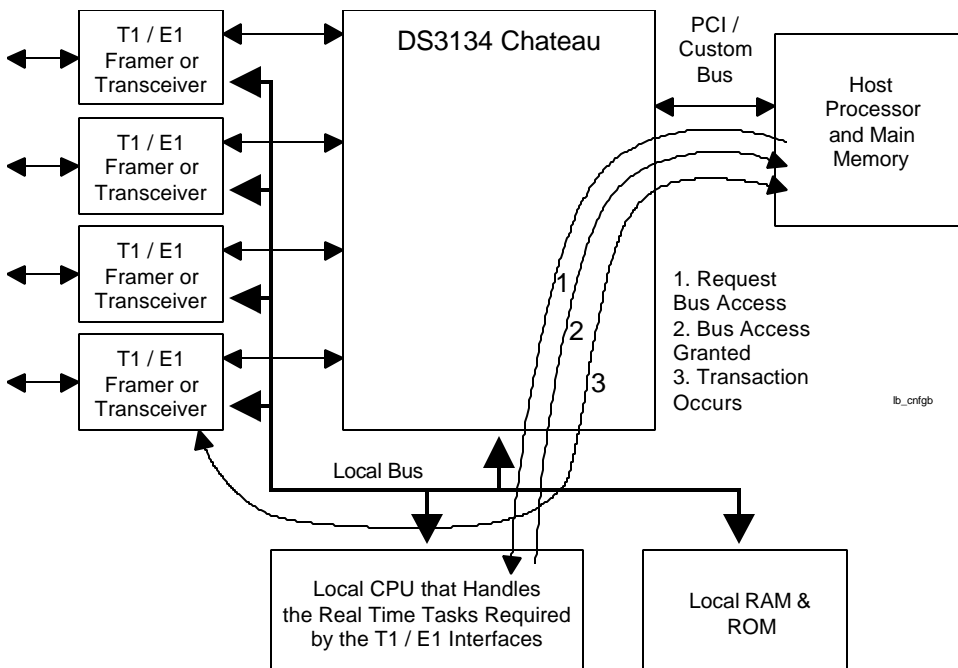 T1 / E1
Framer or
Transceiver
T1 / E1
Framer or
Transceiver
T1 / E1
Framer or
Transceiver
T1 / E1
Framer or
Transceiver
DS3134 Chateau
PCI /
Custom
Bus
Host
Processor
and Main
Memory
1
2
3
1. Request
Bus Access
2. Bus Access
Granted
3. Transaction
Occurs
lb_cnfgb
Local Bus
Local CPU that Handles
the Real Time Tasks Required
by the T1 / E1 Interfaces
Local RAM &
ROM